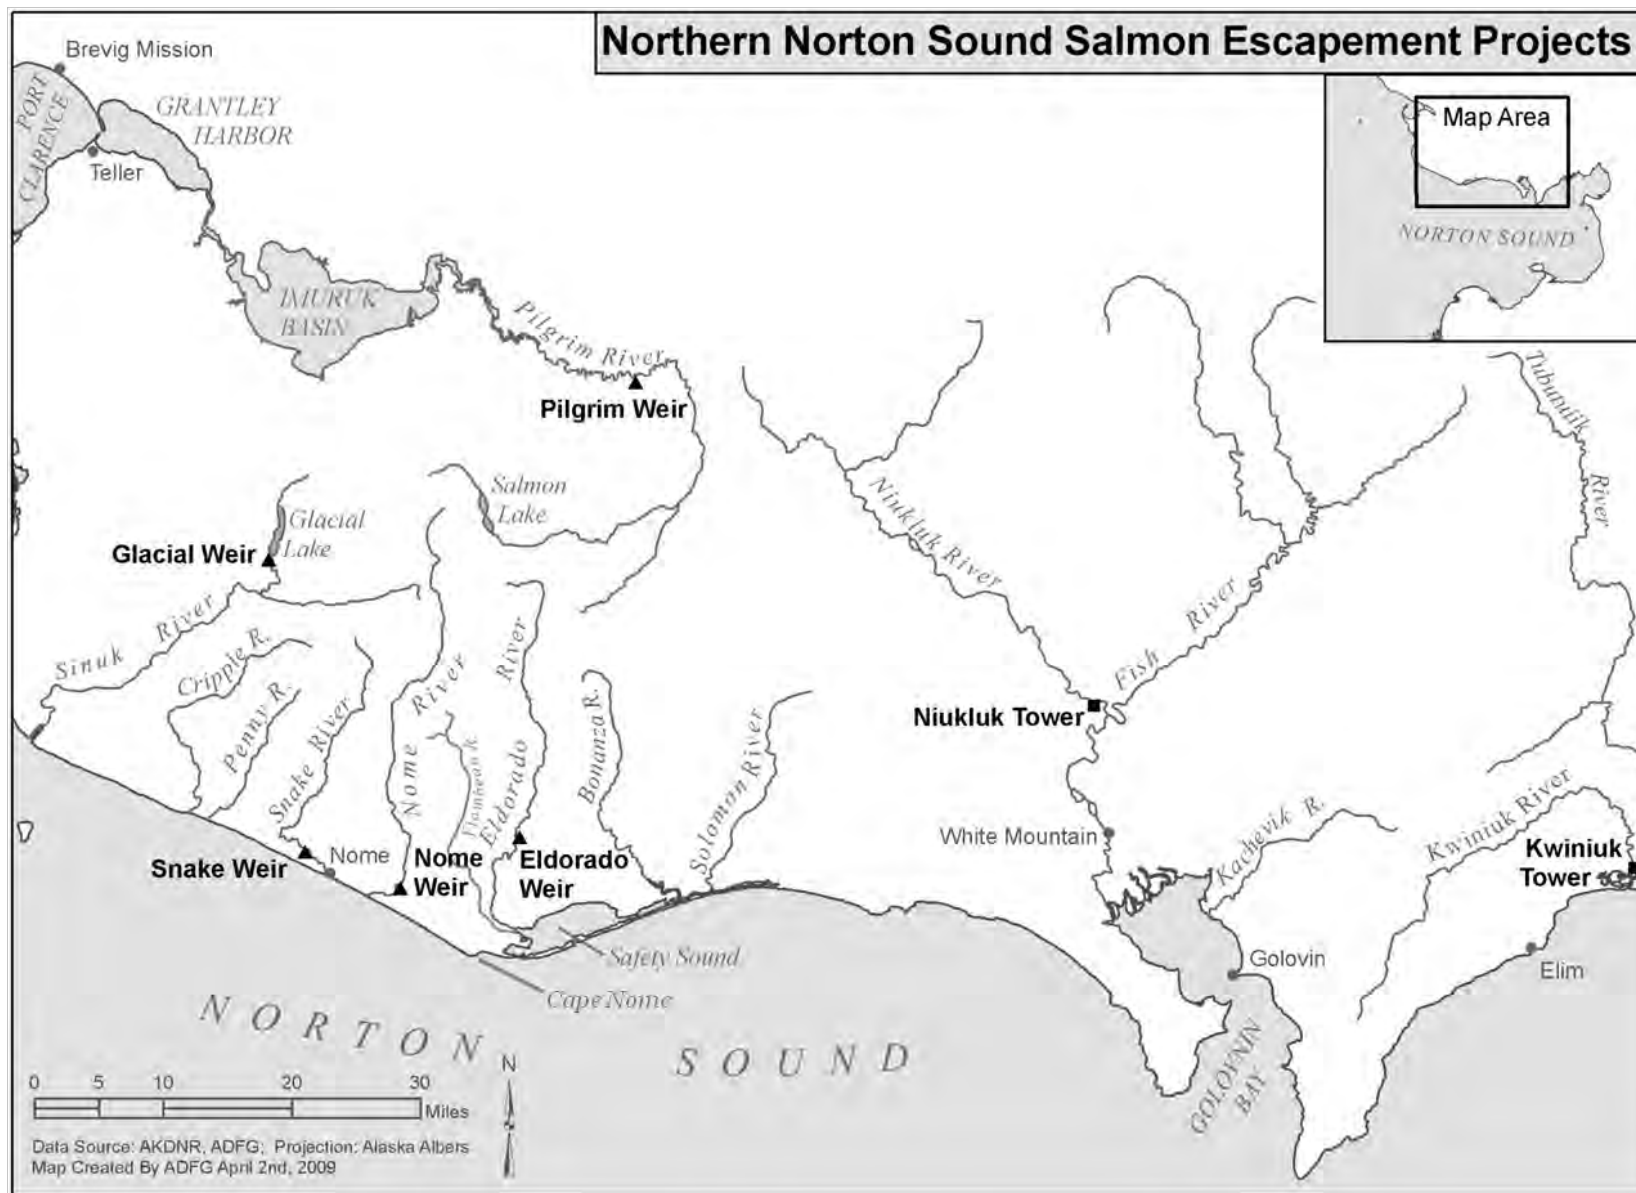 Northern Norton Sound Salmon Escapement Projects
Brevig Mission
PORT
CLARENCE
GRANTLEY
HARBOR
Teller
Map Area
NORTON SOUND
IMURUK
BASIN
Pilgrim River
Pilgrim Weir
Tubutulik
River
Salmon
Lake
Glacial
Lake
Glacial Weir
Niukluk River
Fish River
Sinuk River
Cripple R.
Penny R.
Snake River
Nome River
Flambeau R.
Eldorado River
Bonanza R.
Solomon River
Niukluk Tower
White Mountain
Kachevik R.
Kwiniuk River
Kwiniuk
Tower
Snake Weir
Nome
Nome
Weir
Eldorado
Weir
Safety Sound
Cape Nome
Golovin
Elim
GOLOVNIN
BAY
NORTON SOUND
N
0 5 10 20 30
Miles
Data Source: AKDNR, ADFG; Projection: Alaska Albers
Map Created By ADFG April 2nd, 2009